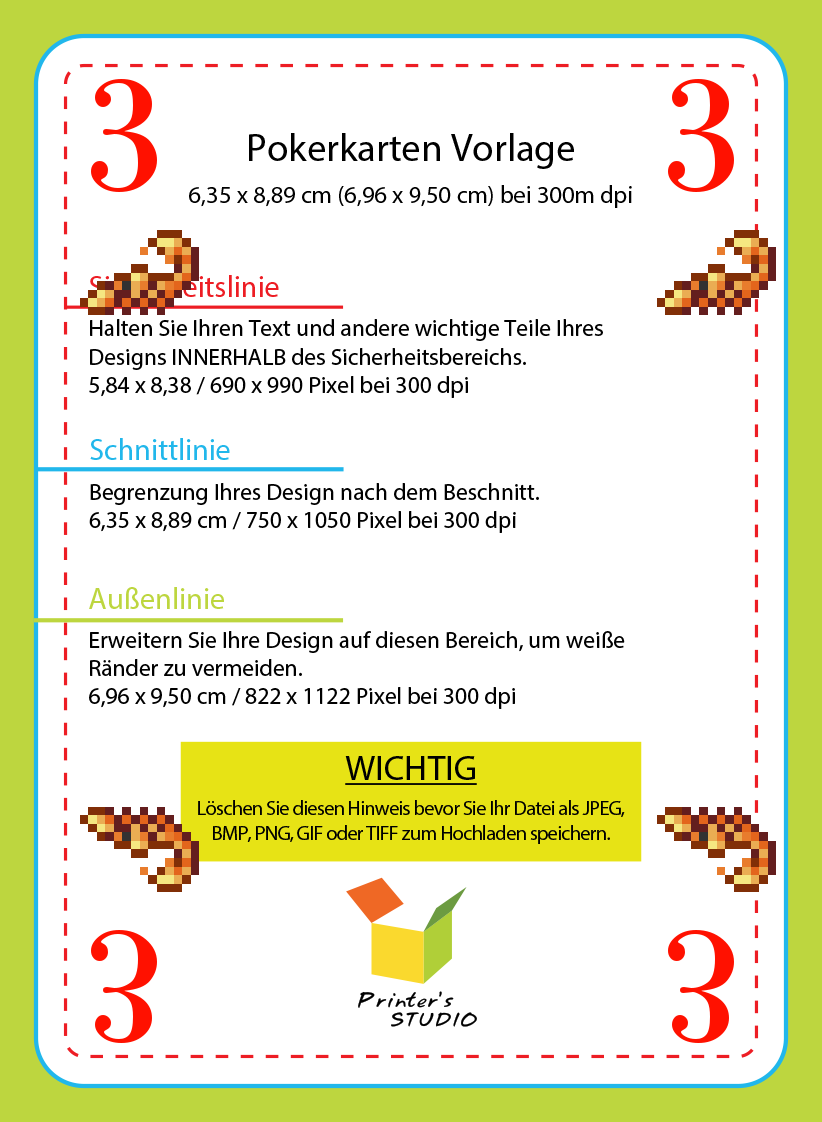 3 3
Pokerkarten Vorlage
6,35 x 8,89 cm (6,96 x 9,50 cm) bei 300m dpi
Halten Sie Ihren Text und andere wichtige Teile Ihres
Designs INNERHALB des Sicherheitsbereichs.
5,84 x 8,38 / 690 x 990 Pixel bei 300 dpi
Schnittlinie
Begrenzung Ihres Design nach dem Beschnitt.
6,35 x 8,89 cm / 750 x 1050 Pixel bei 300 dpi
Außenlinie
Erweitern Sie Ihre Design auf diesen Bereich, um weiße
Ränder zu vermeiden.
6,96 x 9,50 cm / 822 x 1122 Pixel bei 300 dpi
WICHTIG
Löschen Sie diesen Hinweis bevor Sie Ihr Datei als JPEG,
BMP, PNG, GIF oder TIFF zum Hochladen speichern.
Printer's
STUDIO
3 3